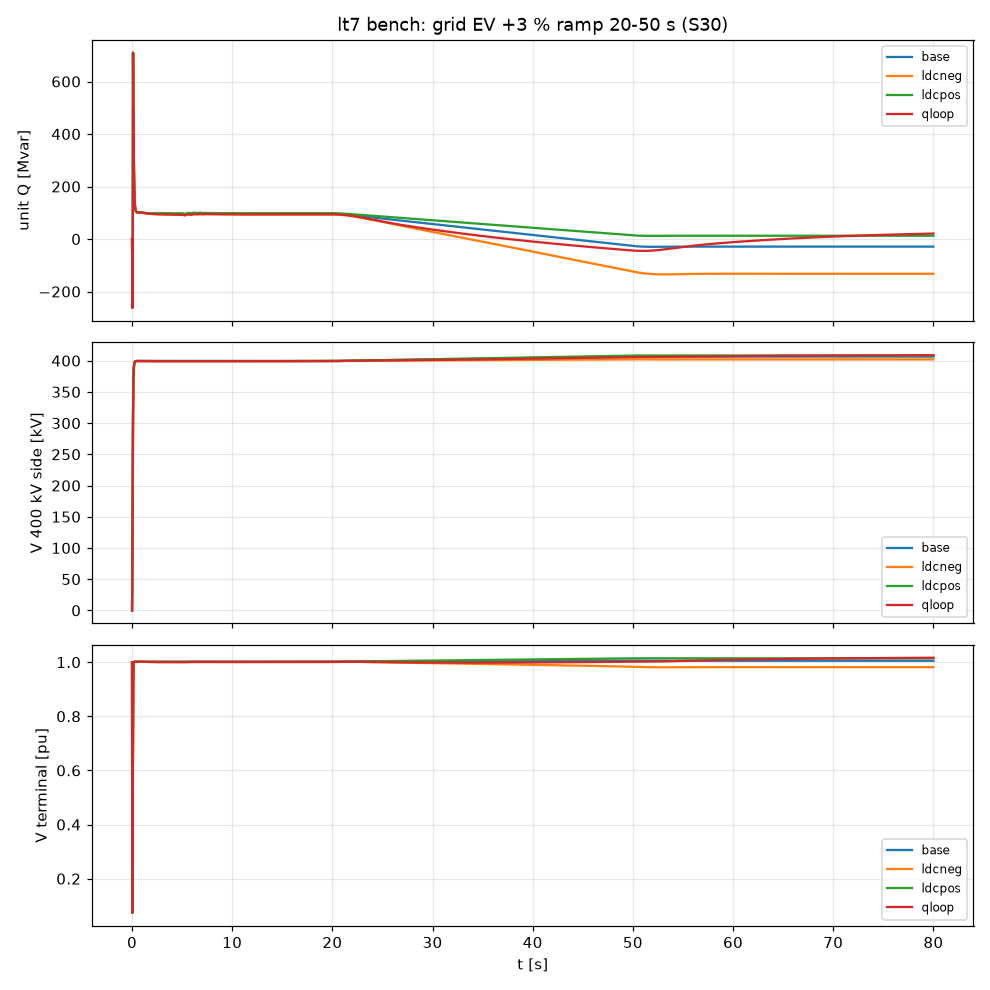 lt7 bench: grid EV +3 % ramp 20-50 s (S30)
unit Q [Mvar]
600
400
200
0
−200
base
ldcneg
ldcpos
qloop
V 400 kV side [kV]
400
350
300
250
200
150
100
50
0
base
ldcneg
ldcpos
qloop
V terminal [pu]
1.0
0.8
0.6
0.4
0.2
base
ldcneg
ldcpos
qloop
0 10 20 30 40 50 60 70 80
t [s]